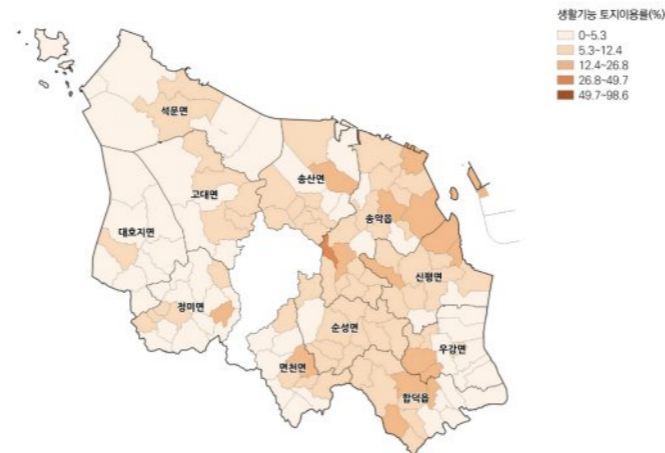 생활기능 토지이용률(%)
0~5.3
5.3~12.4
12.4~26.8
26.8~49.7
49.7~98.6
석문면
송산면
고대면
송악읍
대호지면
신평면
정미면
순성면
우강면
면천면
합덕읍